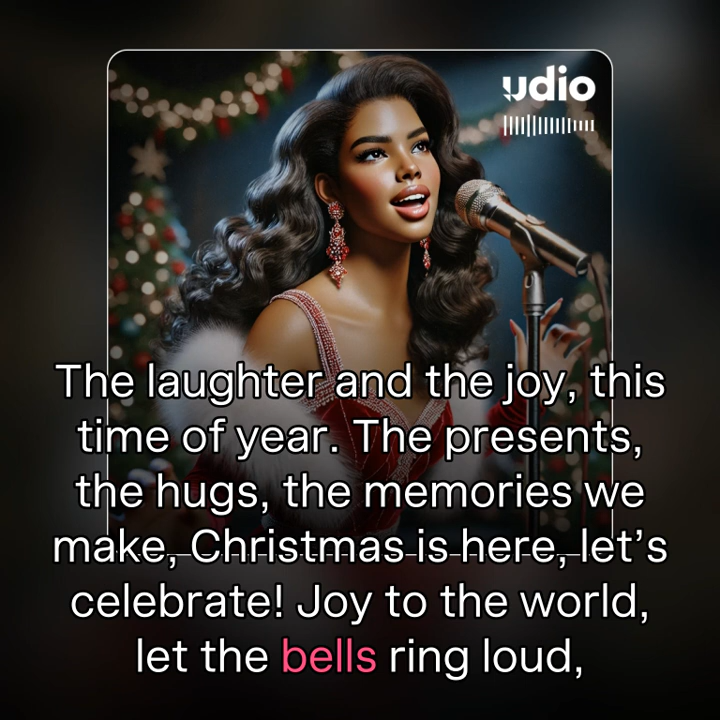 udio
The laughter and the joy, this
time of year. The presents,
the hugs, the memories we
make, Christmas is here, let’s
celebrate! Joy to the world,
let the bells ring loud,